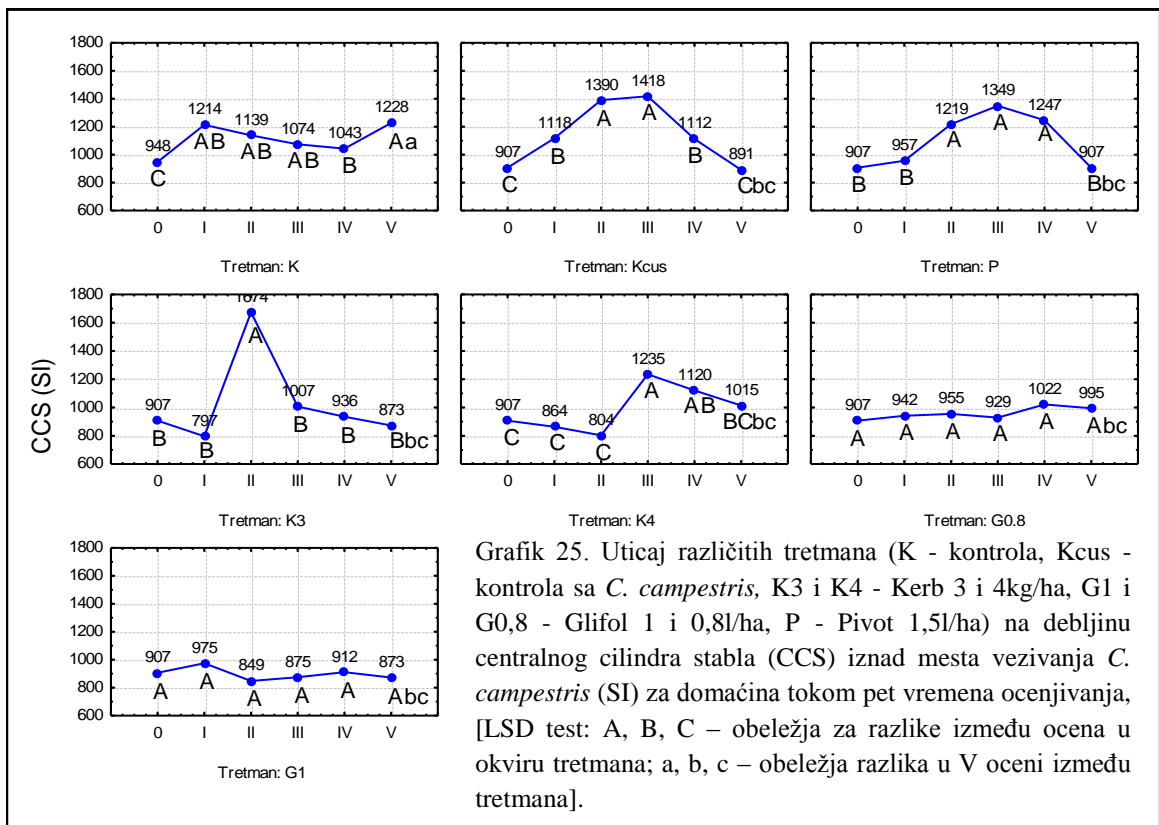 CCS (SI)
1800
1600
1400
1200
1000
800
600
948
1214
1139
1074
1043
1228
C
AB
AB
AB
B
Aa
0 I II III IV V
Tretman: K
907
1118
1390
1418
1112
891
C
B
A
A
B
Cbc
0 I II III IV V
Tretman: Kcus
907
957
1219
1349
1247
907
B
B
A
A
A
Bbc
0 I II III IV V
Tretman: P
1800
1600
1400
1200
1000
800
600
907
797
1007
936
873
B
B
A
B
B
Bbc
0 I II III IV V
Tretman: K3
907
864
804
1235
1120
1015
C
C
C
A
AB
BCbc
0 I II III IV V
Tretman: K4
907
942
955
929
1022
995
A
A
A
A
A
Abc
0 I II III IV V
Tretman: G0.8
1800
1600
1400
1200
1000
800
600
907
975
849
875
912
873
A
A
A
A
A
Abc
0 I II III IV V
Tretman: G1
Grafik 25. Uticaj različitih tretmana (K - kontrola, Kcus -
kontrola sa C. campestris, K3 i K4 - Kerb 3 i 4kg/ha, G1 i
G0,8 - Glifol 1 i 0,8l/ha, P - Pivot 1,5l/ha) na debljinu
centralnog cilindra stabla (CCS) iznad mesta vezivanja C.
campestris (SI) za domaćina tokom pet vremena ocenjivanja,
[LSD test: A, B, C – obeležja za razlike između ocena u
okviru tretmana; a, b, c – obeležja razlika u V oceni između
tretmana].